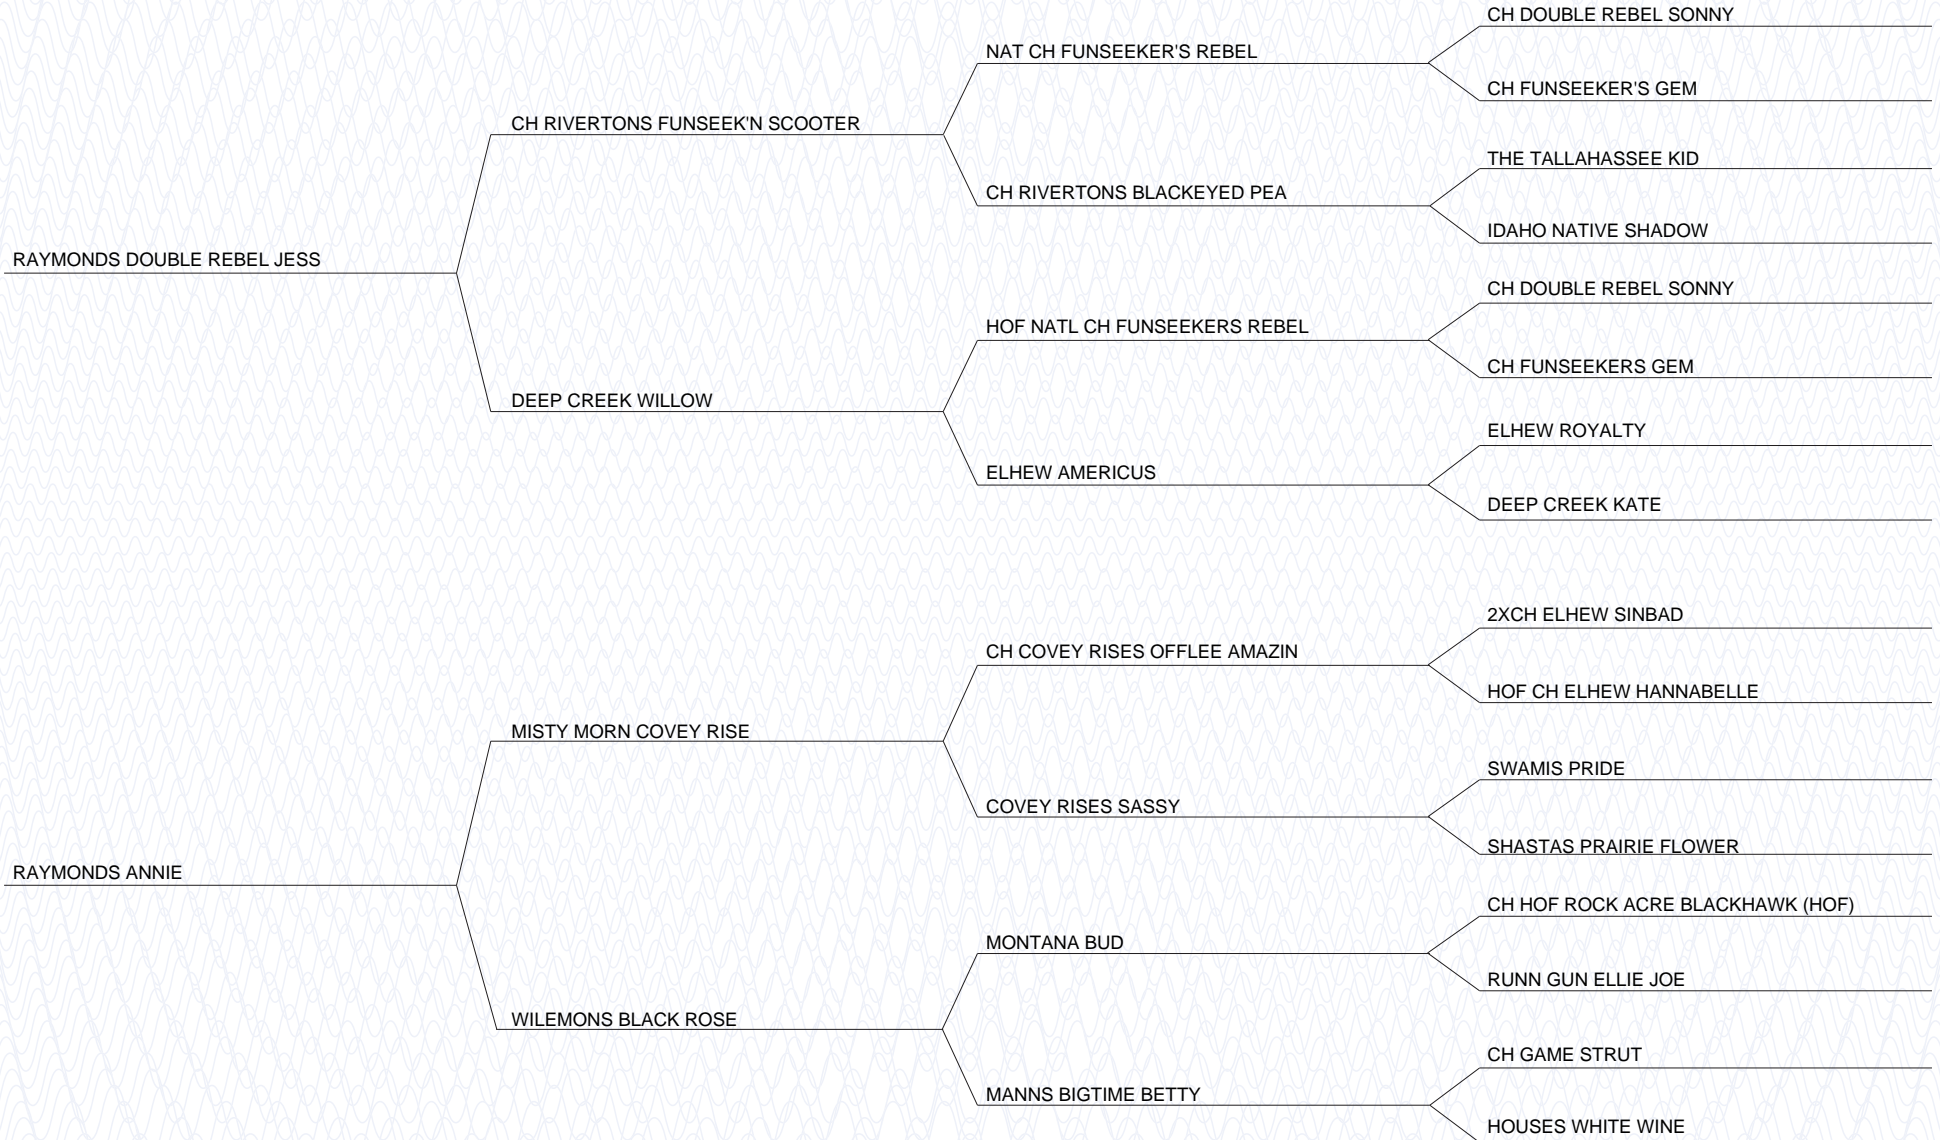 CH DOUBLE REBEL SONNY
NAT CH FUNSEEKER'S REBEL
CH FUNSEEKER'S GEM
CH RIVERTONS FUNSEEK'N SCOOTER
THE TALLAHASSEE KID
CH RIVERTONS BLACKEYED PEA
IDAHO NATIVE SHADOW
RAYMONDS DOUBLE REBEL JESS
CH DOUBLE REBEL SONNY
HOF NATL CH FUNSEEKERS REBEL
CH FUNSEEKERS GEM
DEEP CREEK WILLOW
ELHEW ROYALTY
ELHEW AMERICUS
DEEP CREEK KATE
2XCH ELHEW SINBAD
CH COVEY RISES OFFLEE AMAZIN
HOF CH ELHEW HANNABELLE
MISTY MORN COVEY RISE
SWAMIS PRIDE
COVEY RISES SASSY
SHASTAS PRAIRIE FLOWER
RAYMONDS ANNIE
CH HOF ROCK ACRE BLACKHAWK (HOF)
MONTANA BUD
RUNN GUN ELLIE JOE
WILEMONS BLACK ROSE
CH GAME STRUT
MANNS BIGTIME BETTY
HOUSES WHITE WINE